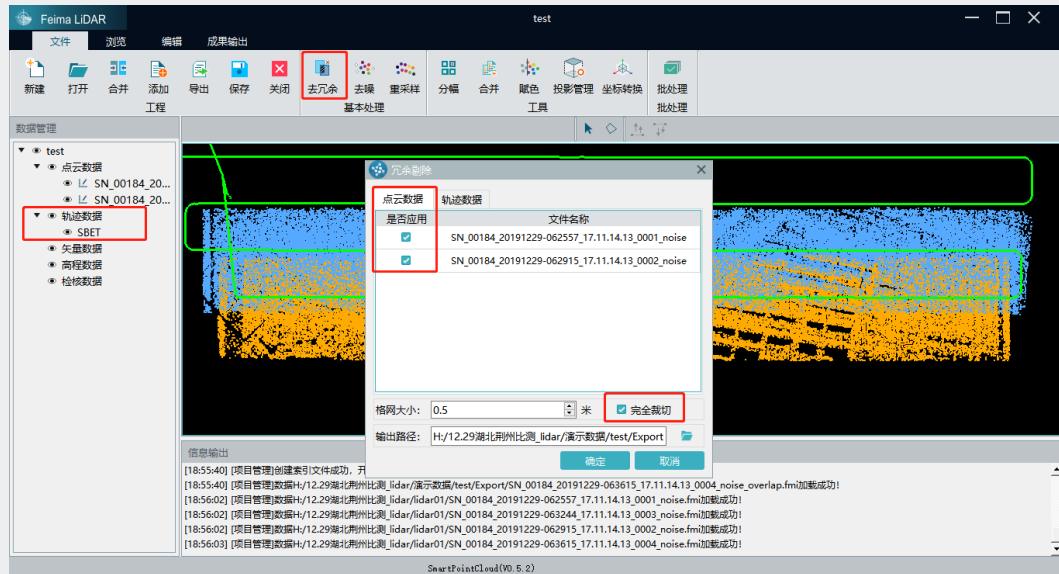 Feima LiDAR
test
文件 浏览 编辑 成果输出
新建 打开 合并 添加 导出 保存 关闭 去冗余 去噪 重采样 分幅 合并 赋色 投影管理 坐标转换 批处理
工程 基本处理 工具 批处理
数据管理
test
点云数据
SN_00184_20...
SN_00184_20...
轨迹数据
SBET
矢量数据
高程数据
检核数据
冗余剔除
点云数据 轨迹数据
是否应用 文件名称
SN_00184_20191229-062557_17.11.14.13_0001_noise
SN_00184_20191229-062915_17.11.14.13_0002_noise
格网大小: 0.5 米 完全裁切
输出路径: H:/12.29湖北荆州比测_lidar/演示数据/test/Export
确定 取消
信息输出
[18:55:40] [项目管理]创建索引文件成功，开
[18:55:40] [项目管理]数据H:/12.29湖北荆州比测_lidar/演示数据/test/Export/SN_00184_20191229-063615_17.11.14.13_0004_noise_overlap.fmi加载成功!
[18:56:02] [项目管理]数据H:/12.29湖北荆州比测_lidar/lidar01/SN_00184_20191229-062557_17.11.14.13_0001_noise.fmi加载成功!
[18:56:02] [项目管理]数据H:/12.29湖北荆州比测_lidar/lidar01/SN_00184_20191229-063244_17.11.14.13_0003_noise.fmi加载成功!
[18:56:02] [项目管理]数据H:/12.29湖北荆州比测_lidar/lidar01/SN_00184_20191229-062915_17.11.14.13_0002_noise.fmi加载成功!
[18:56:03] [项目管理]数据H:/12.29湖北荆州比测_lidar/lidar01/SN_00184_20191229-063615_17.11.14.13_0004_noise.fmi加载成功!
SmartPointCloud(V0.5.2)